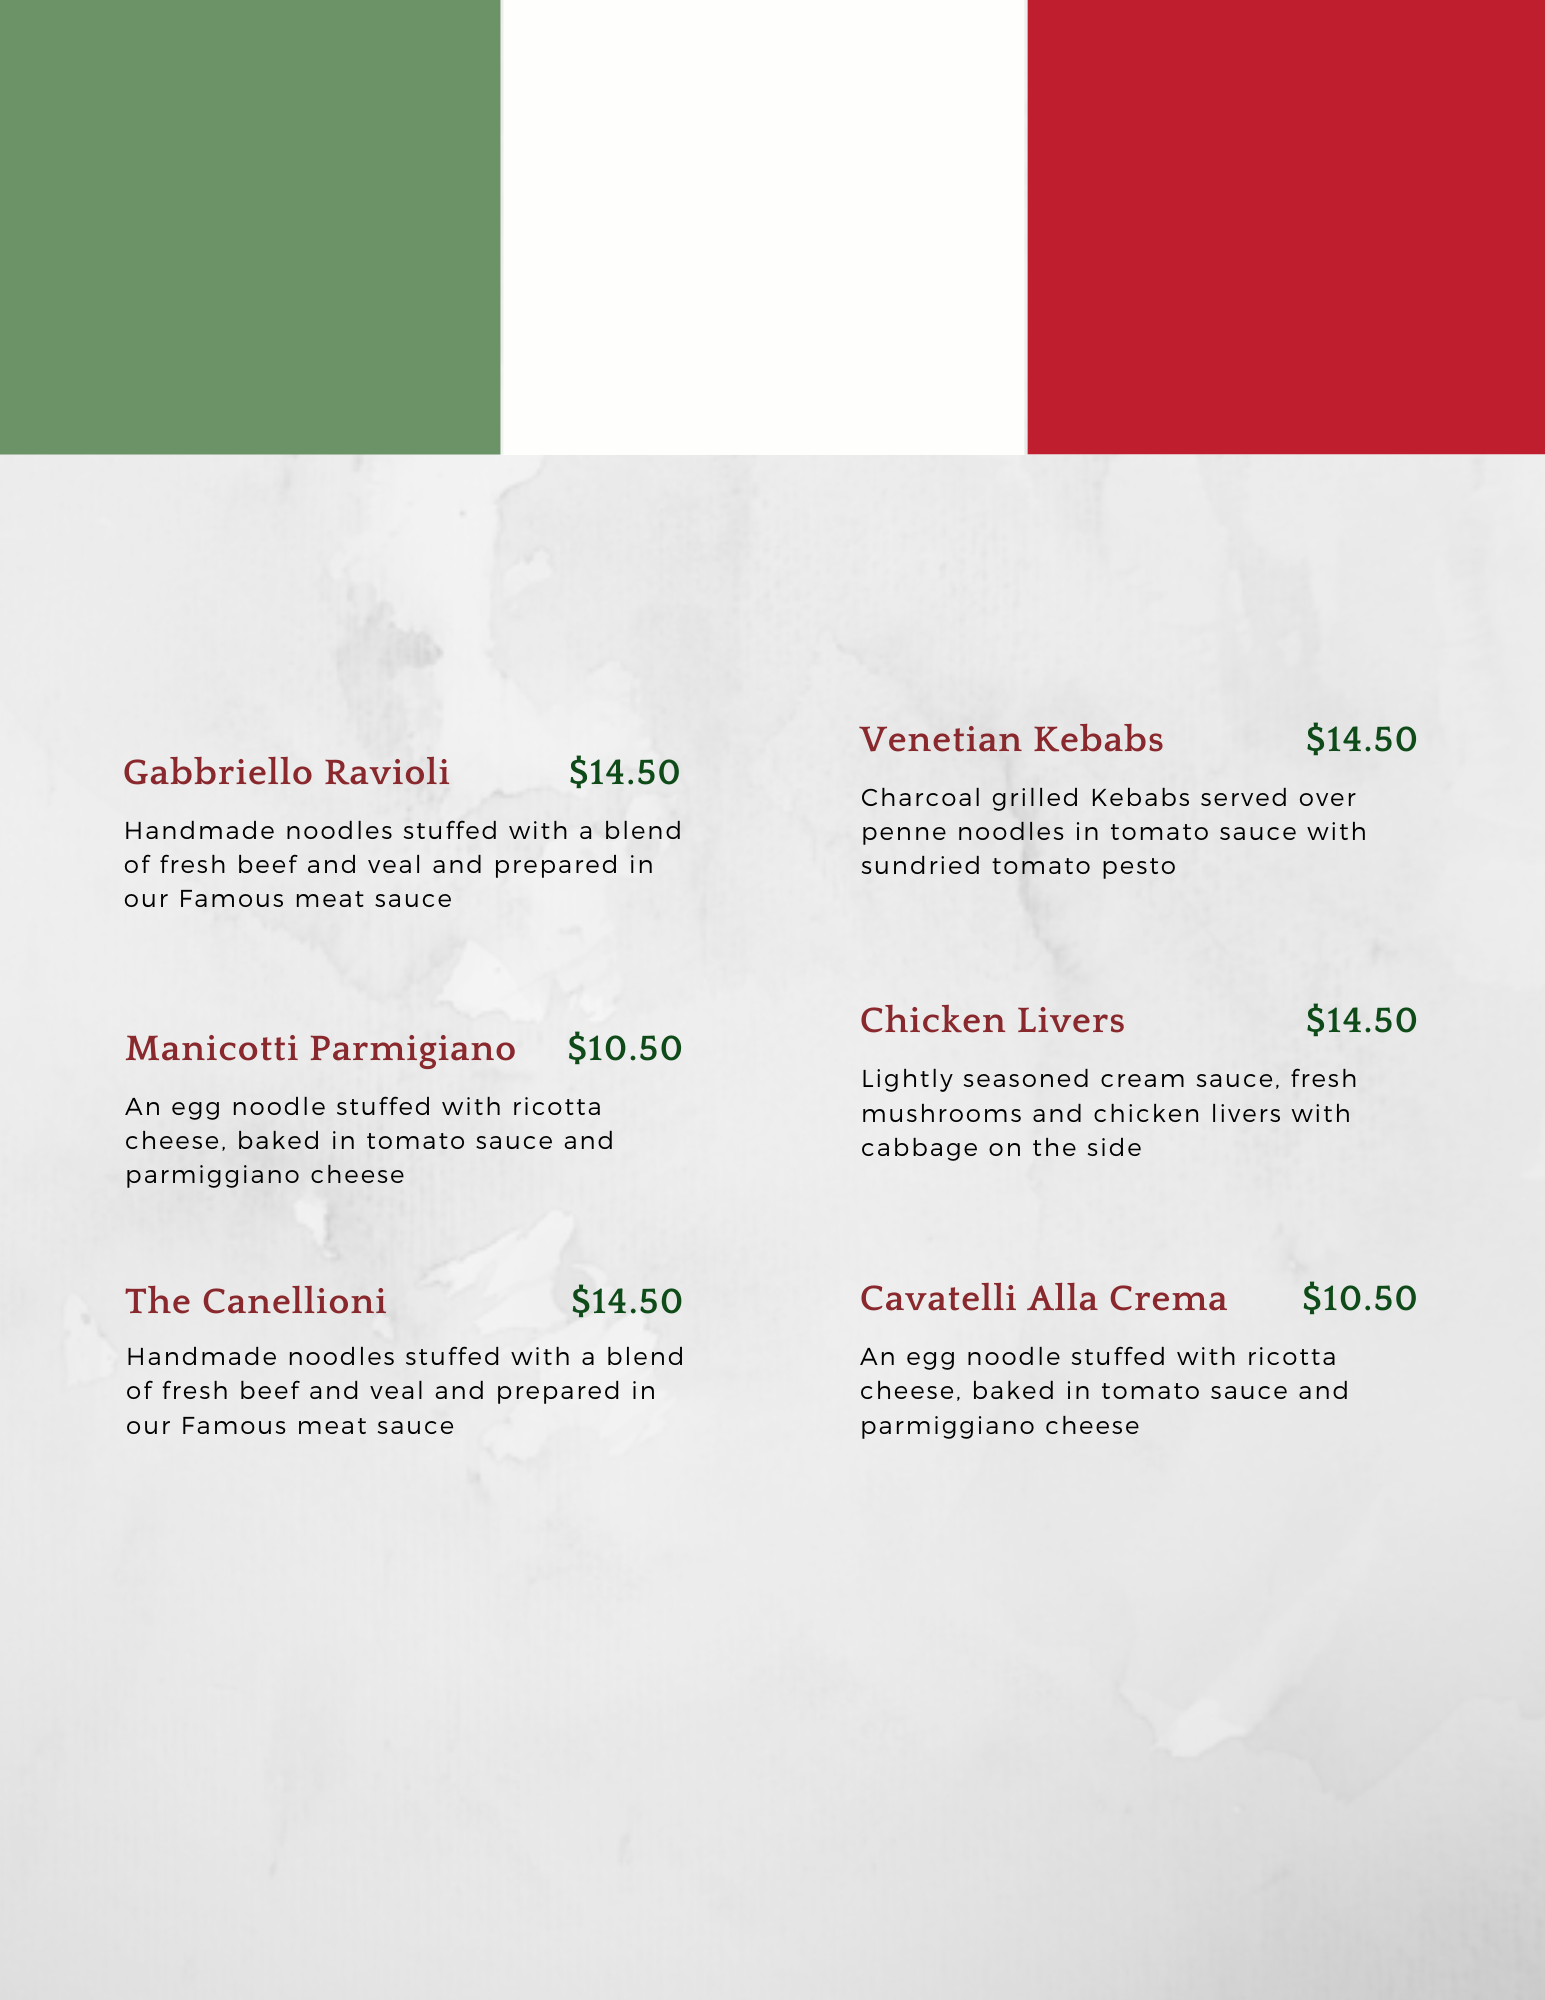 Gabbriello Ravioli $14.50
Handmade noodles stuffed with a blend
of fresh beef and veal and prepared in
our Famous meat sauce
Manicotti Parmigiano $10.50
An egg noodle stuffed with ricotta
cheese, baked in tomato sauce and
parmiggiano cheese
The Canellioni $14.50
Handmade noodles stuffed with a blend
of fresh beef and veal and prepared in
our Famous meat sauce
Venetian Kebabs $14.50
Charcoal grilled Kebabs served over
penne noodles in tomato sauce with
sundried tomato pesto
Chicken Livers $14.50
Lightly seasoned cream sauce, fresh
mushrooms and chicken livers with
cabbage on the side
Cavatelli Alla Crema $10.50
An egg noodle stuffed with ricotta
cheese, baked in tomato sauce and
parmiggiano cheese